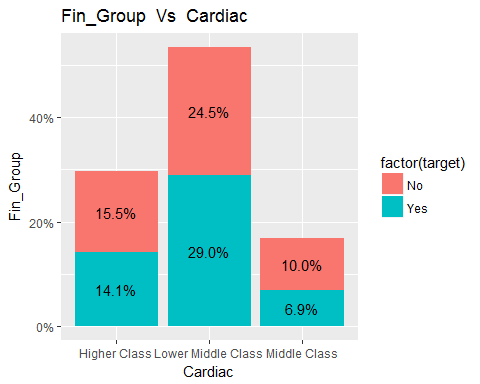 Fin_Group Vs Cardiac
Fin_Group
40%
20%
0%
24.5%
15.5%
29.0%
14.1%
10.0%
6.9%
Higher Class Lower Middle Class Middle Class
Cardiac
factor(target)
No
Yes